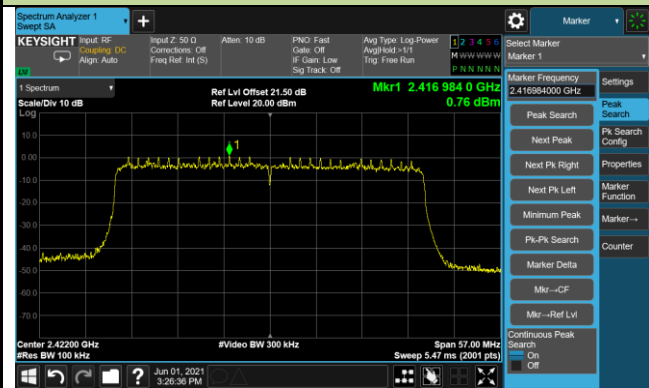 Spectrum Analyzer 1
Swept SA
Marker
KEYSIGHT
Input: RF
Coupling: DC
Align: Auto
Input Z: 50 Ω
Corrections: Off
Freq Ref: Int (S)
Atten: 10 dB
PNO: Fast
Gate: Off
IF Gain: Low
Sig Track: Off
Avg Type: Log-Power
Avg|Hold:>1/1
Trig: Free Run
1 2 3 4 5 6
M W W W W W
P N N N N N
Select Marker
Marker 1
LXI
1 Spectrum
Scale/Div 10 dB
Log
Ref Lvl Offset 21.50 dB
Ref Level 20.00 dBm
Mkr1 2.416 984 0 GHz
0.76 dBm
10.0
0.00
-10.0
-20.0
-30.0
-40.0
-50.0
-60.0
-70.0
1
Center 2.42200 GHz
#Res BW 100 kHz
#Video BW 300 kHz
Span 57.00 MHz
Sweep 5.47 ms (2001 pts)
Marker Frequency
2.416984000 GHz
Peak Search
Next Peak
Next Pk Right
Next Pk Left
Minimum Peak
Pk-Pk Search
Marker Delta
Mkr→CF
Mkr→Ref Lvl
Continuous Peak
Search
On
Off
Settings
Peak
Search
Pk Search
Config
Properties
Marker
Function
Marker→
Counter
?
Jun 01, 2021
3:26:36 PM